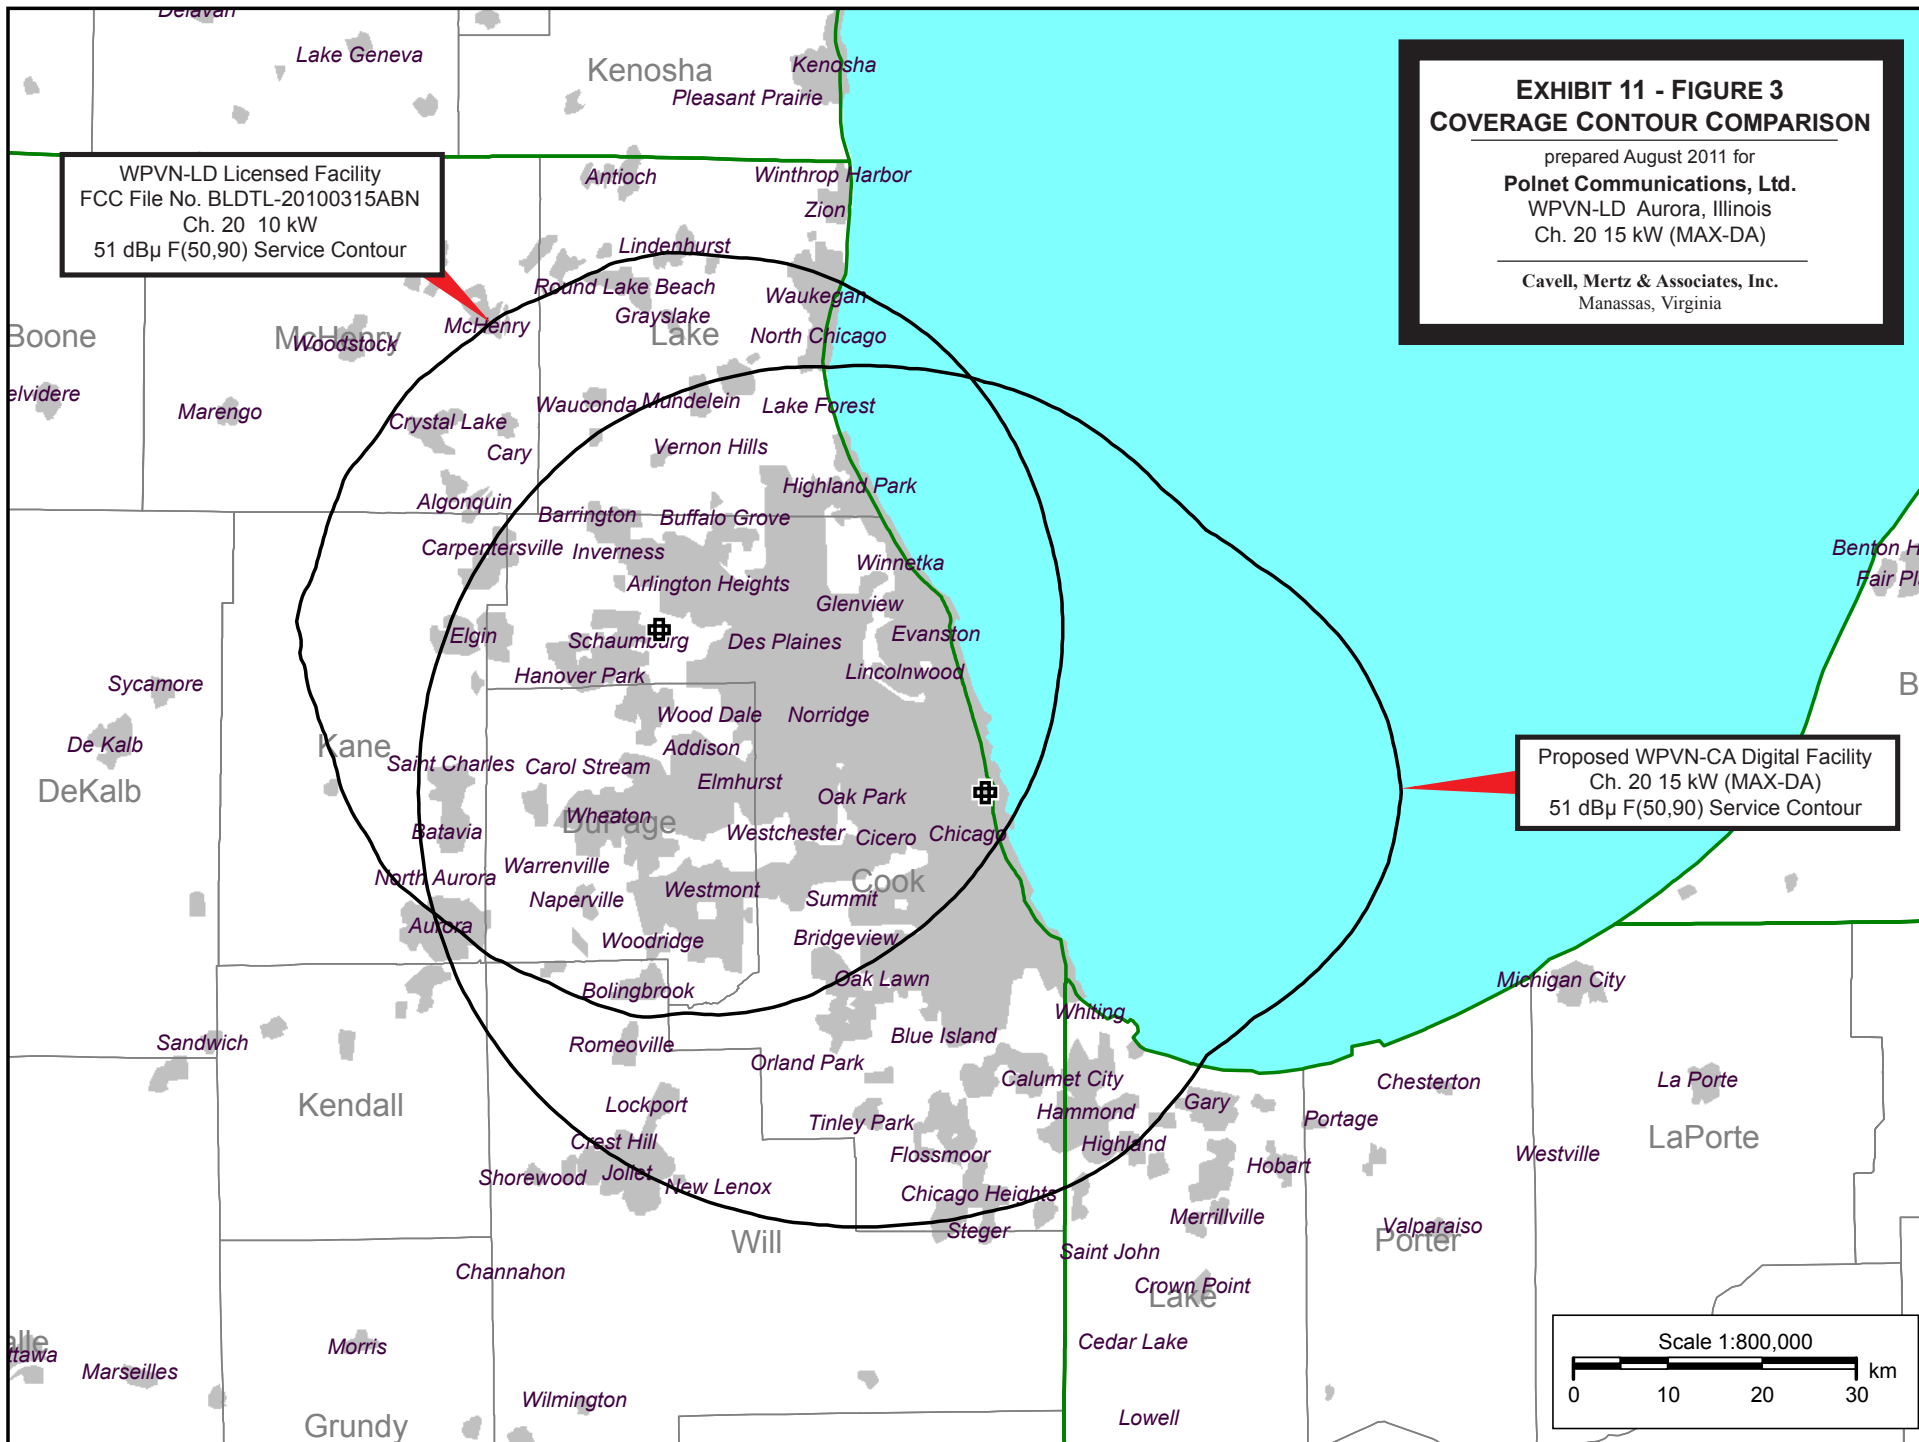 Delavan
Lake Geneva
Kenosha
Kenosha
Pleasant Prairie
EXHIBIT 11 - FIGURE 3
COVERAGE CONTOUR COMPARISON
prepared August 2011 for
Polnet Communications, Ltd.
WPVN-LD Aurora, Illinois
Ch. 20 15 kW (MAX-DA)
Cavell, Mertz & Associates, Inc.
Manassas, Virginia
WPVN-LD Licensed Facility
FCC File No. BLDTL-20100315ABN
Ch. 20 10 kW
51 dBµ F(50,90) Service Contour
Antioch
Winthrop Harbor
Zion
Lindenhurst
Round Lake Beach
Waukegan
Grayslake
Lake
North Chicago
Boone
McHenry
Woodstock
McHenry
elvidere
Marengo
Crystal Lake
Wauconda
Mundelein
Lake Forest
Cary
Vernon Hills
Algonquin
Highland Park
Barrington
Buffalo Grove
Carpentersville
Inverness
Winnetka
Benton H
Fair Pl
Arlington Heights
Glenview
Elgin
Schaumburg
Des Plaines
Evanston
Hanover Park
Lincolnwood
Sycamore
B
Wood Dale
Norridge
De Kalb
Kane
Addison
Saint Charles
Carol Stream
DeKalb
Elmhurst
Oak Park
Proposed WPVN-CA Digital Facility
Ch. 20 15 kW (MAX-DA)
51 dBµ F(50,90) Service Contour
Wheaton
DuPage
Batavia
Westchester
Cicero
Chicago
Warrenville
North Aurora
Cook
Naperville
Westmont
Summit
Aurora
Woodridge
Bridgeview
Bolingbrook
Oak Lawn
Michigan City
Whiting
Sandwich
Romeoville
Blue Island
Orland Park
Calumet City
Chesterton
La Porte
Kendall
Lockport
Hammond
Gary
Portage
Tinley Park
LaPorte
Crest Hill
Highland
Flossmoor
Westville
Hobart
Shorewood
Joliet
New Lenox
Chicago Heights
Merrillville
Valparaiso
Porter
Steger
Will
Saint John
Channahon
Crown Point
Lake
alle
ttawa
Morris
Cedar Lake
Marseilles
Wilmington
Grundy
Lowell
Scale 1:800,000
km
0 10 20 30